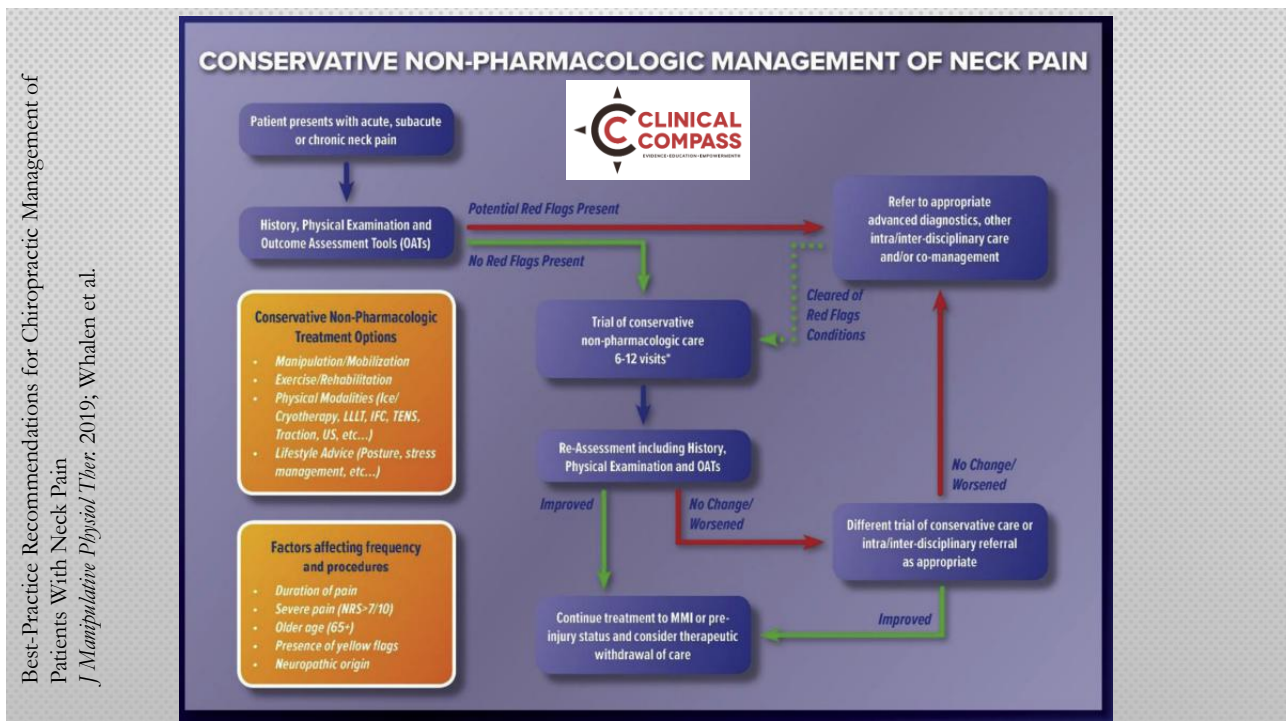 Best-Practice Recommendations for Chiropractic Management of
Patients With Neck Pain
J Manipulative Physiol Ther. 2019; Whalen et al.
CONSERVATIVE NON-PHARMACOLOGIC MANAGEMENT OF NECK PAIN
CLINICAL
COMPASS
EVIDENCE•EDUCATION•EMPOWERMENT®
Patient presents with acute, subacute
or chronic neck pain
History, Physical Examination and
Outcome Assessment Tools (OATs)
Potential Red Flags Present
No Red Flags Present
Refer to appropriate
advanced diagnostics, other
intra/inter-disciplinary care
and/or co-management
Cleared of
Red Flags
Conditions
Conservative Non-Pharmacologic
Treatment Options
• Manipulation/Mobilization
• Exercise/Rehabilitation
• Physical Modalities (Ice/
Cryotherapy, LLLT, IFC, TENS,
Traction, US, etc...)
• Lifestyle Advice (Posture, stress
management, etc...)
Trial of conservative
non-pharmacologic care
6-12 visits*
Re-Assessment including History,
Physical Examination and OATs
Improved
No Change/
Worsened
No Change/
Worsened
Different trial of conservative care or
intra/inter-disciplinary referral
as appropriate
Factors affecting frequency
and procedures
• Duration of pain
• Severe pain (NRS>7/10)
• Older age (65+)
• Presence of yellow flags
• Neuropathic origin
Continue treatment to MMI or pre-
injury status and consider therapeutic
withdrawal of care
Improved